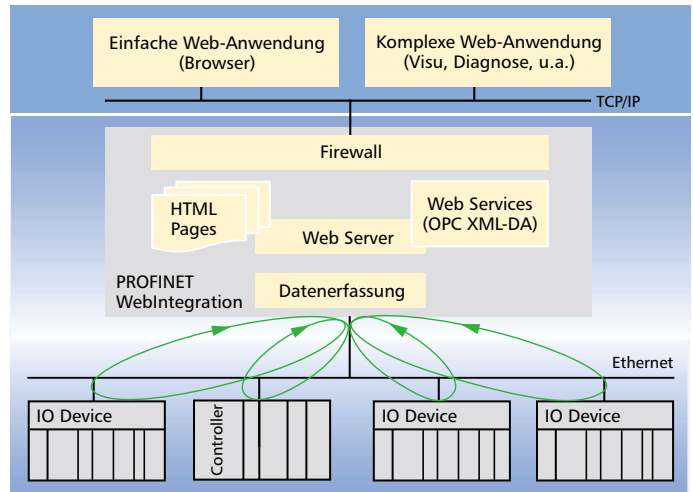 Einfache Web-Anwendung
(Browser)
Komplexe Web-Anwendung
(Visu, Diagnose, u.a.)
TCP/IP
Firewall
HTML
Pages
Web Services
(OPC XML-DA)
Web Server
PROFINET
WebIntegration
Datenerfassung
Ethernet
IO Device
Controller
IO Device
IO Device